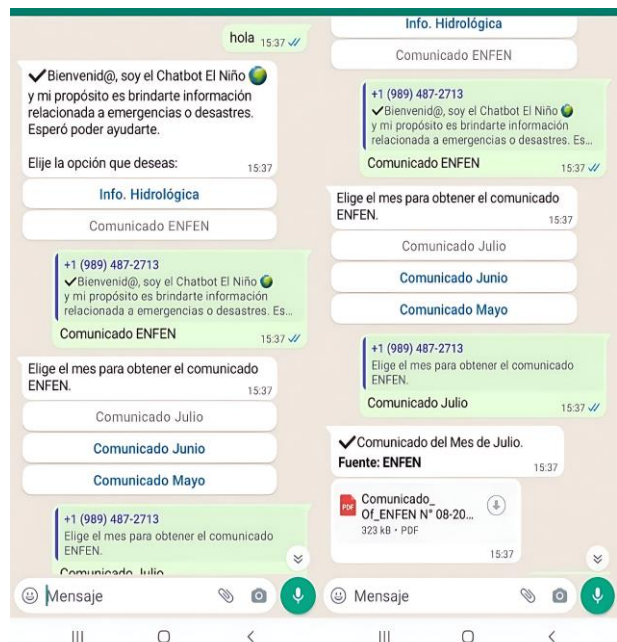 hola 15:37
✔Bienvenid@, soy el Chatbot El Niño 🌍
y mi propósito es brindarte información
relacionada a emergencias o desastres.
Esperó poder ayudarte.
Elije la opción que deseas: 15:37
Info. Hidrológica
Comunicado ENFEN
+1 (989) 487-2713
✔Bienvenid@, soy el Chatbot El Niño 🌍
y mi propósito es brindarte información
relacionada a emergencias o desastres. Es...
Comunicado ENFEN 15:37
Elige el mes para obtener el comunicado
ENFEN. 15:37
Comunicado Julio
Comunicado Junio
Comunicado Mayo
+1 (989) 487-2713
Elige el mes para obtener el comunicado
ENFEN.
Comunicado Julio
Mensaje
Info. Hidrológica
Comunicado ENFEN
+1 (989) 487-2713
✔Bienvenid@, soy el Chatbot El Niño 🌍
y mi propósito es brindarte información
relacionada a emergencias o desastres. Es...
Comunicado ENFEN 15:37
Elige el mes para obtener el comunicado
ENFEN. 15:37
Comunicado Julio
Comunicado Junio
Comunicado Mayo
+1 (989) 487-2713
Elige el mes para obtener el comunicado
ENFEN.
Comunicado Julio 15:37
✔Comunicado del Mes de Julio.
Fuente: ENFEN 15:37
PDF
Comunicado_
Of_ENFEN N° 08-20...
323 kB • PDF
15:37
Mensaje